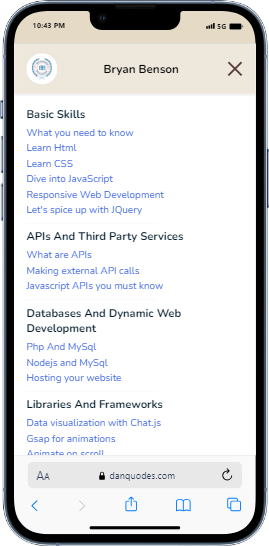 10:43 PM
5G
Bryan Benson
Basic Skills
What you need to know
Learn Html
Learn CSS
Dive into JavaScript
Responsive Web Development
Let's spice up with JQuery
APIs And Third Party Services
What are APIs
Making external API calls
Javascript APIs you must know
Databases And Dynamic Web
Development
Php And MySql
Nodejs and MySql
Hosting your website
Libraries And Frameworks
Data visualization with Chat.js
Gsap for animations
Animate on scroll
AA
danquodes.com